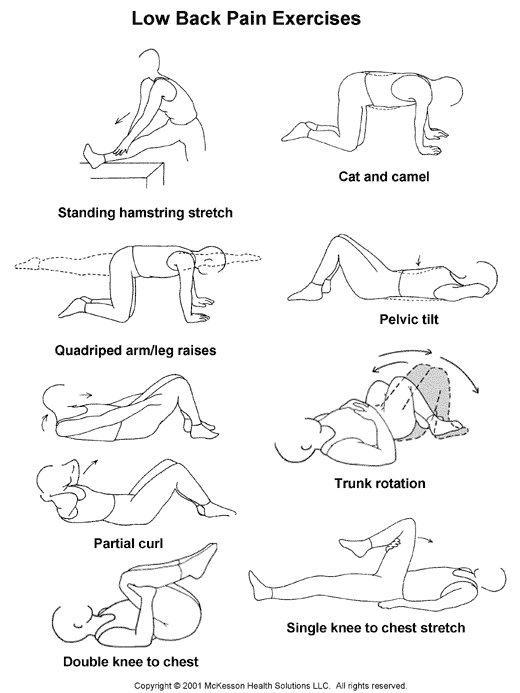 Low Back Pain Exercises
Standing hamstring stretch
Cat and camel
Quadriped arm/leg raises
Pelvic tilt
Partial curl
Trunk rotation
Double knee to chest
Single knee to chest stretch
Copyright © 2001 McKesson Health Solutions LLC. All rights reserved.